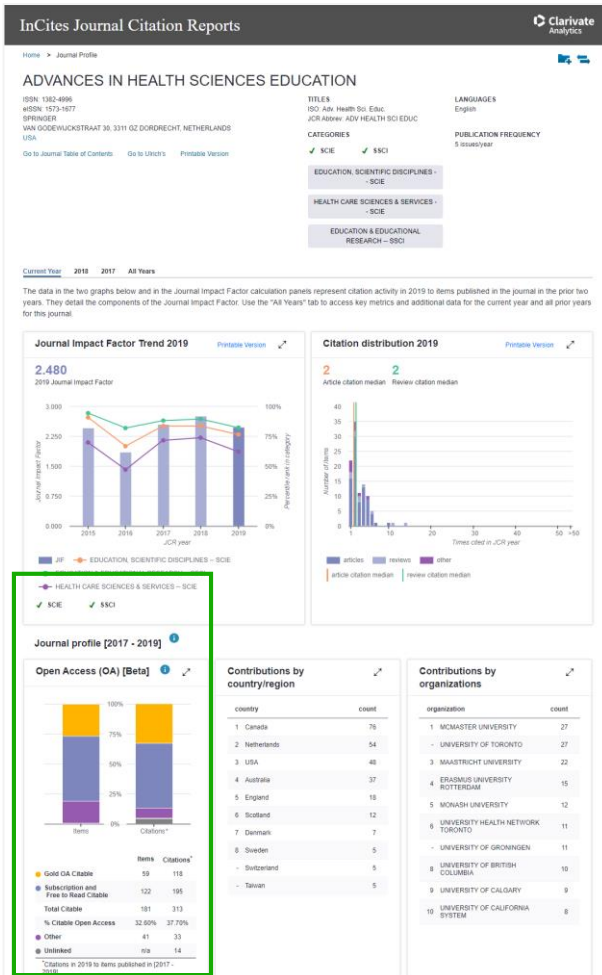 InCites Journal Citation Reports
Clarivate
Analytics
Home > Journal Profile
ADVANCES IN HEALTH SCIENCES EDUCATION
ISSN: 1382-4996
eISSN: 1573-1677
SPRINGER
VAN GODEWIJCKSTRAAT 30, 3311 GZ DORDRECHT, NETHERLANDS
USA
Go to Journal Table of Contents Go to Ulrich's Printable Version
TITLES
ISO: Adv. Health Sci. Educ.
JCR Abbrev: ADV HEALTH SCI EDUC
CATEGORIES
✓ SCIE ✓ SSCI
EDUCATION, SCIENTIFIC DISCIPLINES -
- SCIE
HEALTH CARE SCIENCES & SERVICES -
- SCIE
EDUCATION & EDUCATIONAL
RESEARCH -- SSCI
LANGUAGES
English
PUBLICATION FREQUENCY
5 issues/year
Current Year 2018 2017 All Years
The data in the two graphs below and in the Journal Impact Factor calculation panels represent citation activity in 2019 to items published in the journal in the prior two
years. They detail the components of the Journal Impact Factor. Use the "All Years" tab to access key metrics and additional data for the current year and all prior years
for this journal.
Journal Impact Factor Trend 2019
Printable Version
2.480
2019 Journal Impact Factor
3.000
2.250
1.500
0.750
0.000
Journal Impact Factor
100%
75%
50%
25%
0%
Percentile rank in category
2015 2016 2017 2018 2019
JCR year
JIF EDUCATION, SCIENTIFIC DISCIPLINES -- SCIE
HEALTH CARE SCIENCES & SERVICES -- SCIE
✓ SCIE ✓ SSCI
Citation distribution 2019
Printable Version
2 2
Article citation median Review citation median
40
35
30
25
20
15
10
5
0
Number of items
1 10 20 30 40 50 >50
Times cited in JCR year
articles reviews other
article citation median review citation median
Journal profile [2017 - 2019]
Open Access (OA) [Beta]
100%
75%
50%
25%
0%
Items Citations*
Items Citations*
Gold OA Citable 59 118
Subscription and
Free to Read Citable 122 195
Total Citable 181 313
% Citable Open Access 32.60% 37.70%
Other 41 33
Unlinked n/a 14
*Citations in 2019 to items published in [2017 -
2019]
Contributions by
country/region
country count
1 Canada 76
2 Netherlands 54
3 USA 48
4 Australia 37
5 England 18
6 Scotland 12
7 Denmark 7
8 Sweden 5
- Switzerland 5
- Taiwan 5
Contributions by
organizations
organization count
1 MCMASTER UNIVERSITY 27
- UNIVERSITY OF TORONTO 27
3 MAASTRICHT UNIVERSITY 22
4 ERASMUS UNIVERSITY
ROTTERDAM 15
5 MONASH UNIVERSITY 12
6 UNIVERSITY HEALTH NETWORK
TORONTO 11
- UNIVERSITY OF GRONINGEN 11
8 UNIVERSITY OF BRITISH
COLUMBIA 10
9 UNIVERSITY OF CALGARY 9
10 UNIVERSITY OF CALIFORNIA
SYSTEM 8